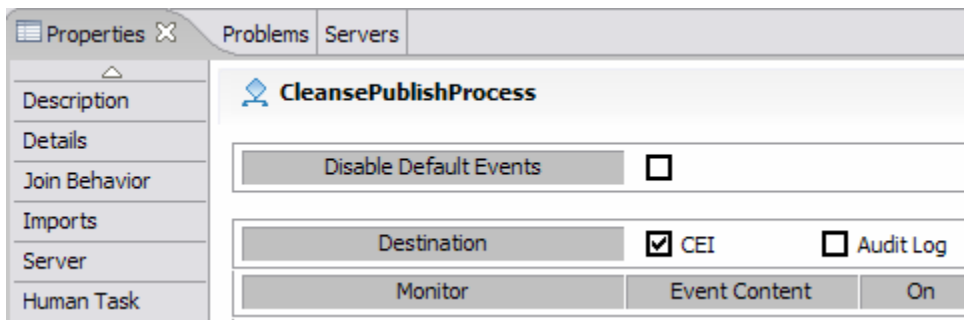 Properties Problems Servers
Description
Details
Join Behavior
Imports
Server
Human Task
CleansePublishProcess
Disable Default Events
Destination CEI Audit Log
Monitor Event Content On